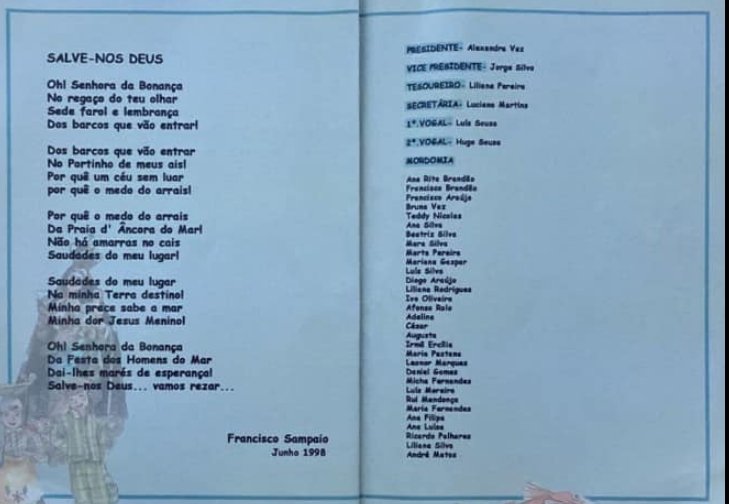 SALVE-NOS DEUS
Oh! Senhora da Bonança
No regaço do teu olhar
Sede farol e lembrança
Dos barcos que vão entrar!
Dos barcos que vão entrar
No Portinho de meus ais!
Por quê um céu sem luar
por quê o medo do arrais!
Por quê o medo do arrais
Da Praia d' Âncora do Mar!
Não há amarras no cais
Saudades do meu lugar!
Saudades do meu lugar
Na minha Terra destino!
Minha prece sabe a mar
Minha dor Jesus Menino!
Oh! Senhora da Bonança
Da Festa dos Homens do Mar
Dai-lhes marés de esperança!
Salve-nos Deus... vamos rezar...
Francisco Sampaio
Junho 1998
PRESIDENTE- Alexandre Vaz
VICE PRESIDENTE- Jorge Silva
TESOUREIRO- Liliana Pereira
SECRETÁRIA- Luciana Martins
1º.VOGAL- Luís Sousa
2º.VOGAL- Hugo Sousa
MORDOMIA
Ana Rita Brandão
Francisco Brandão
Francisco Araújo
Bruno Vaz
Teddy Nicolas
Ana Silva
Beatriz Silva
Mara Silva
Marta Pereira
Mariana Gaspar
Luís Silva
Diogo Araújo
Liliana Rodrigues
Ivo Oliveira
Afonso Raio
Adelina
César
Augusta
Irmã Ercília
Maria Pastana
Leonor Marques
Daniel Gomes
Micha Fernandes
Luís Moreira
Rui Mendonça
Maria Fernandes
Ana Filipa
Ana Luísa
Ricardo Palhares
Liliana Silva
André Matos